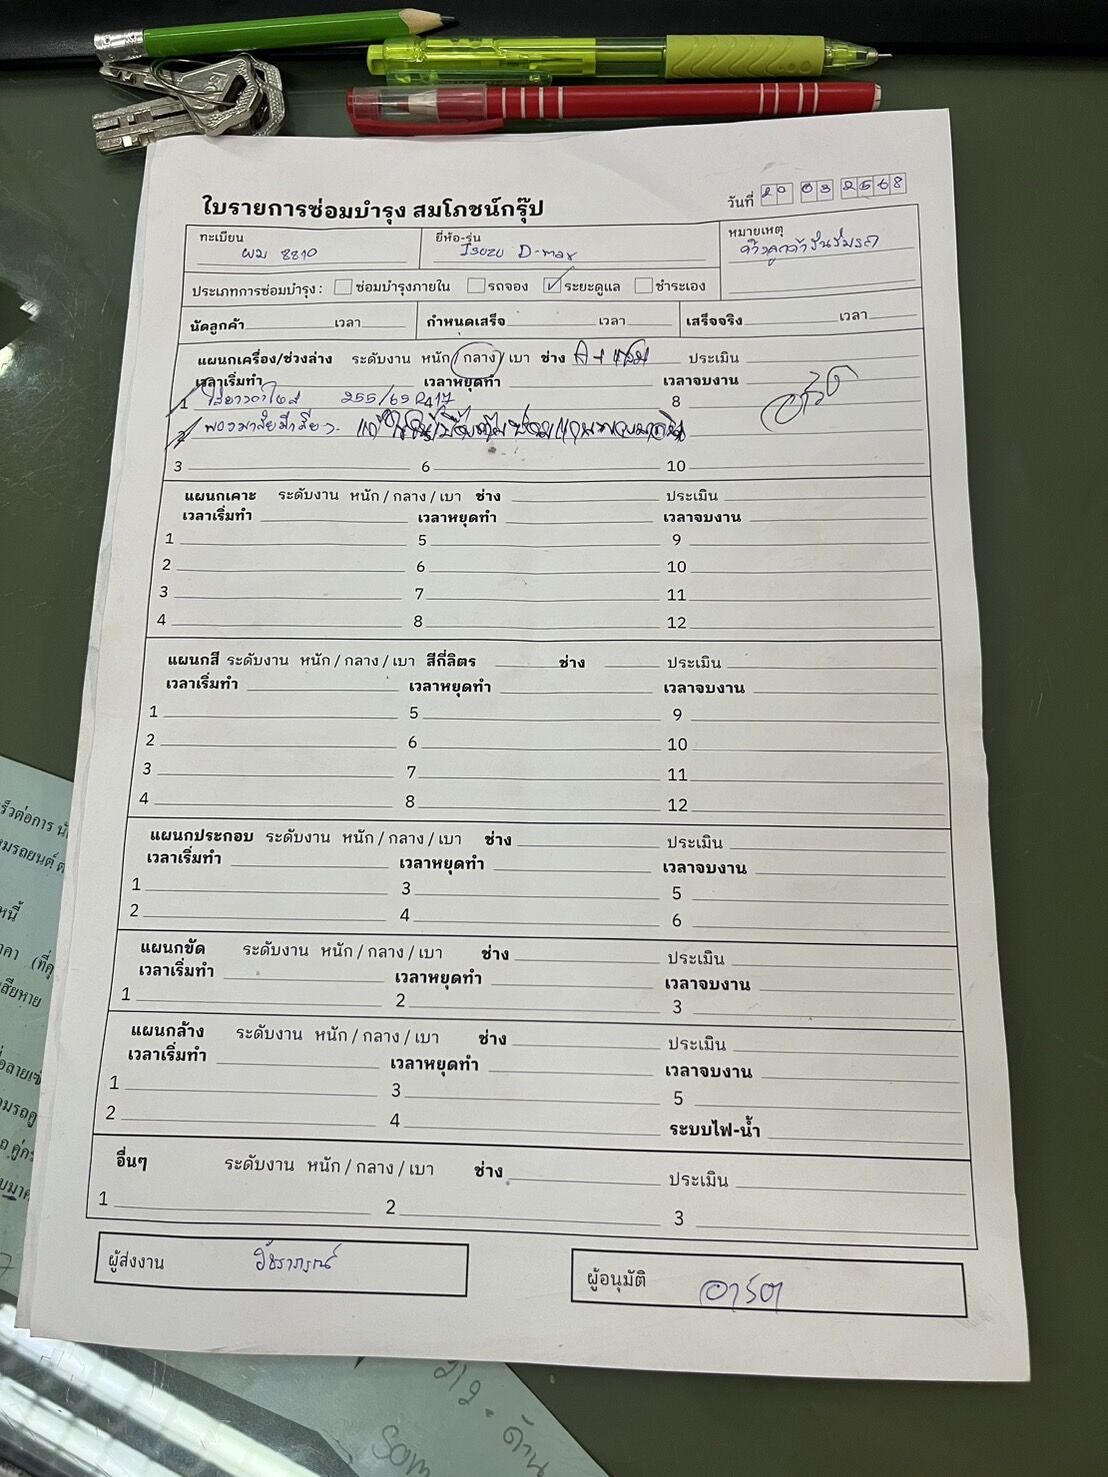 ใบรายการซ่อมบำรุง สมโภชน์กรุ๊ป
วันที่ 20 03 2568
ทะเบียน ผม 8810
ยี่ห้อ-รุ่น Isuzu D-max
หมายเหตุ
ประเภทการซ่อมบำรุง : ซ่อมบำรุงภายใน รถจอง ระยะดูแล ชำระเอง
นัดลูกค้า เวลา กำหนดเสร็จ เวลา เสร็จจริง เวลา
แผนกเครื่อง/ช่วงล่าง ระดับงาน หนัก / กลาง / เบา ช่าง ประเมิน
เวลาเริ่มทำ เวลาหยุดทำ เวลาจบงาน
1 255/65 R 17 8
2
3 6 10
แผนกเคาะ ระดับงาน หนัก / กลาง / เบา ช่าง ประเมิน
เวลาเริ่มทำ เวลาหยุดทำ เวลาจบงาน
1 5 9
2 6 10
3 7 11
4 8 12
แผนกสี ระดับงาน หนัก / กลาง / เบา สีกี่ลิตร ช่าง ประเมิน
เวลาเริ่มทำ เวลาหยุดทำ เวลาจบงาน
1 5 9
2 6 10
3 7 11
4 8 12
แผนกประกอบ ระดับงาน หนัก / กลาง / เบา ช่าง ประเมิน
เวลาเริ่มทำ เวลาหยุดทำ เวลาจบงาน
1 3 5
2 4 6
แผนกขัด ระดับงาน หนัก / กลาง / เบา ช่าง ประเมิน
เวลาเริ่มทำ เวลาหยุดทำ เวลาจบงาน
1 2 3
แผนกล้าง ระดับงาน หนัก / กลาง / เบา ช่าง ประเมิน
เวลาเริ่มทำ เวลาหยุดทำ เวลาจบงาน
1 3 5
2 4 ระบบไฟ-น้ำ
อื่นๆ ระดับงาน หนัก / กลาง / เบา ช่าง ประเมิน
1 2 3
ผู้ส่งงาน
ผู้อนุมัติ อาร์ต